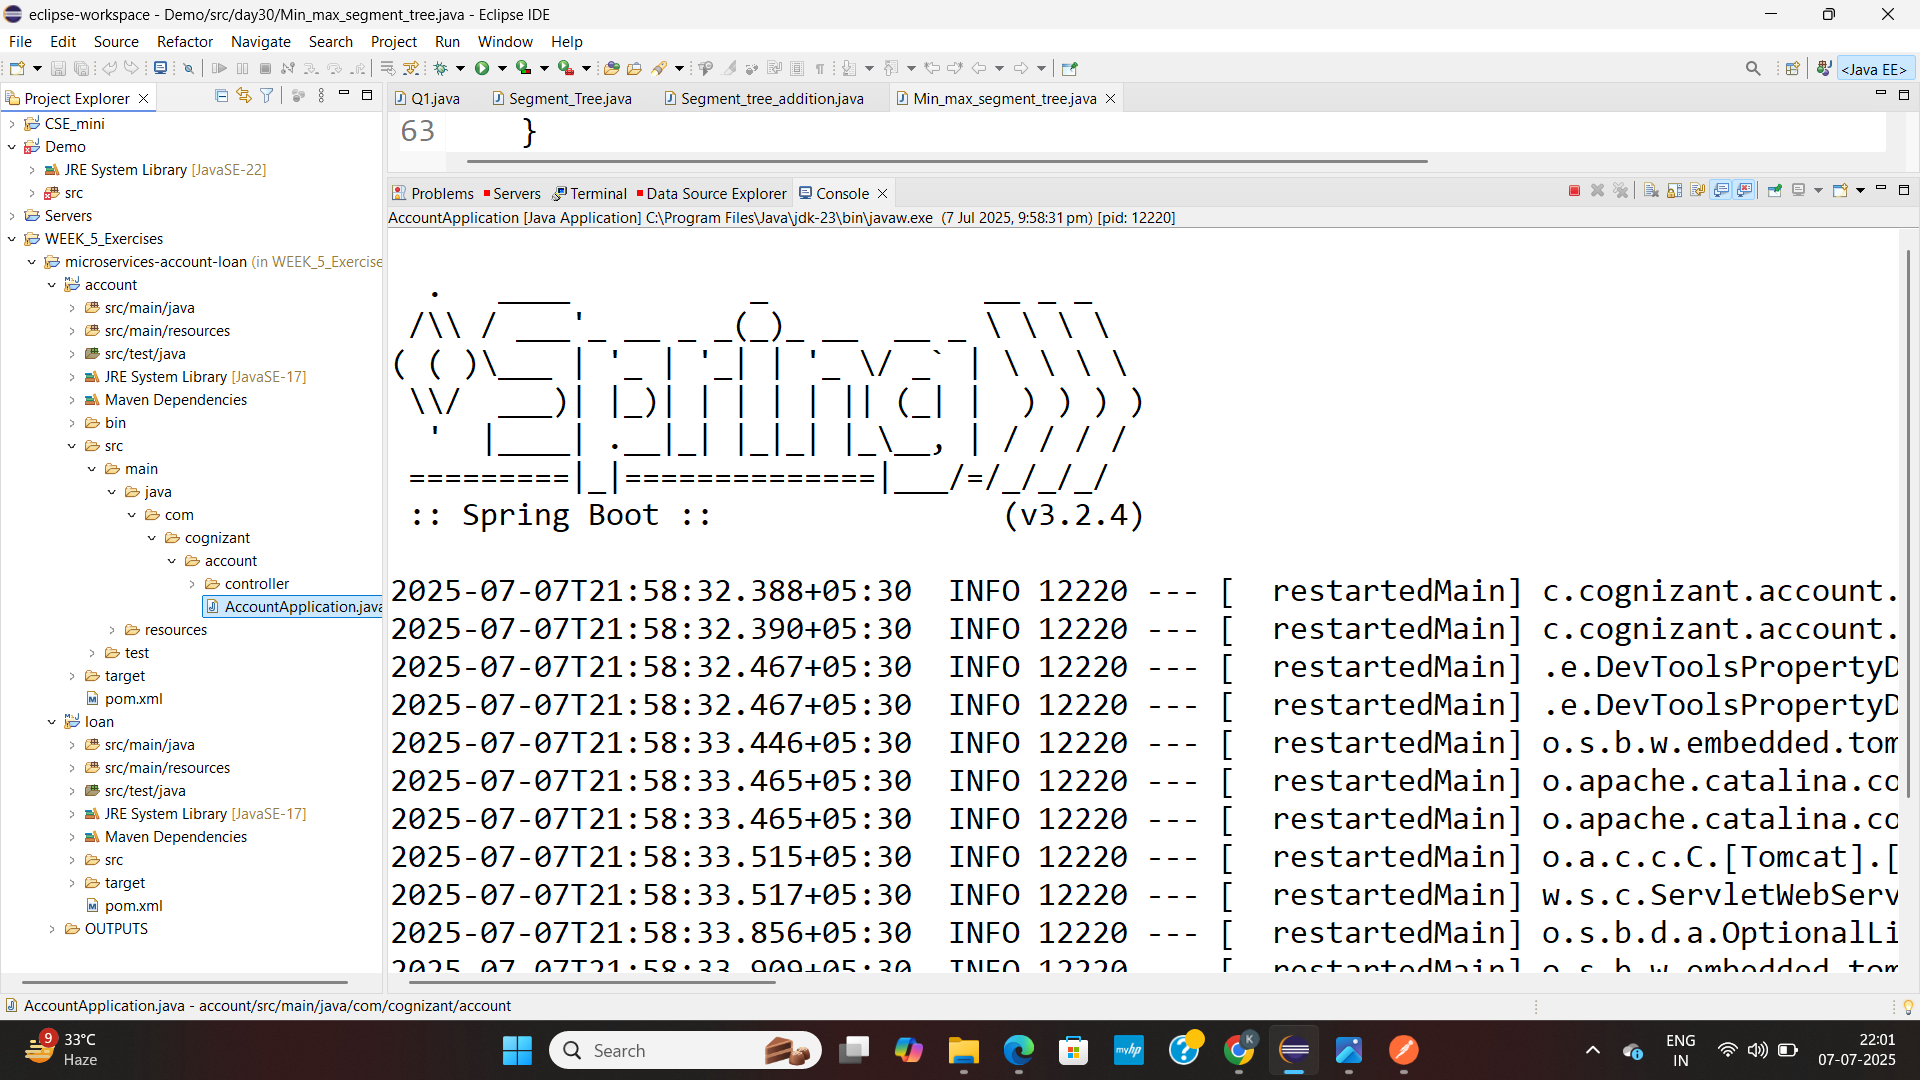 eclipse-workspace - Demo/src/day30/Min_max_segment_tree.java - Eclipse IDE
File Edit Source Refactor Navigate Search Project Run Window Help
<Java EE>
Project Explorer
CSE_mini
Demo
JRE System Library [JavaSE-22]
src
Servers
WEEK_5_Exercises
microservices-account-loan (in WEEK_5_Exercise
account
src/main/java
src/main/resources
src/test/java
JRE System Library [JavaSE-17]
Maven Dependencies
bin
src
main
java
com
cognizant
account
controller
AccountApplication.java
resources
test
target
pom.xml
loan
src/main/java
src/main/resources
src/test/java
JRE System Library [JavaSE-17]
Maven Dependencies
src
target
pom.xml
OUTPUTS
Q1.java Segment_Tree.java Segment_tree_addition.java Min_max_segment_tree.java
63 }
Problems Servers Terminal Data Source Explorer Console
AccountApplication [Java Application] C:\Program Files\Java\jdk-23\bin\javaw.exe (7 Jul 2025, 9:58:31 pm) [pid: 12220]
  .   ____          _            __ _ _
 /\\ / ___'_ __ _ _(_)_ __  __ _ \ \ \ \
( ( )\___ | '_ | '_| | '_ \/ _` | \ \ \ \
 \\/  ___)| |_)| | | | | || (_| |  ) ) ) )
  '  |____| .__|_| |_|_| |_\__, | / / / /
 =========|_|==============|___/=/_/_/_/
 :: Spring Boot ::                (v3.2.4)
2025-07-07T21:58:32.388+05:30  INFO 12220 --- [  restartedMain] c.cognizant.account.
2025-07-07T21:58:32.390+05:30  INFO 12220 --- [  restartedMain] c.cognizant.account.
2025-07-07T21:58:32.467+05:30  INFO 12220 --- [  restartedMain] .e.DevToolsPropertyD
2025-07-07T21:58:32.467+05:30  INFO 12220 --- [  restartedMain] .e.DevToolsPropertyD
2025-07-07T21:58:33.446+05:30  INFO 12220 --- [  restartedMain] o.s.b.w.embedded.tom
2025-07-07T21:58:33.465+05:30  INFO 12220 --- [  restartedMain] o.apache.catalina.co
2025-07-07T21:58:33.465+05:30  INFO 12220 --- [  restartedMain] o.apache.catalina.co
2025-07-07T21:58:33.515+05:30  INFO 12220 --- [  restartedMain] o.a.c.c.C.[Tomcat].[
2025-07-07T21:58:33.517+05:30  INFO 12220 --- [  restartedMain] w.s.c.ServletWebServ
2025-07-07T21:58:33.856+05:30  INFO 12220 --- [  restartedMain] o.s.b.d.a.OptionalLi
2025-07-07T21:58:33.909+05:30  INFO 12220 --- [  restartedMain] o.s.b.w.embedded.tom
AccountApplication.java - account/src/main/java/com/cognizant/account
9
33°C
Haze
Search
myhp
K
ENG
IN
22:01
07-07-2025